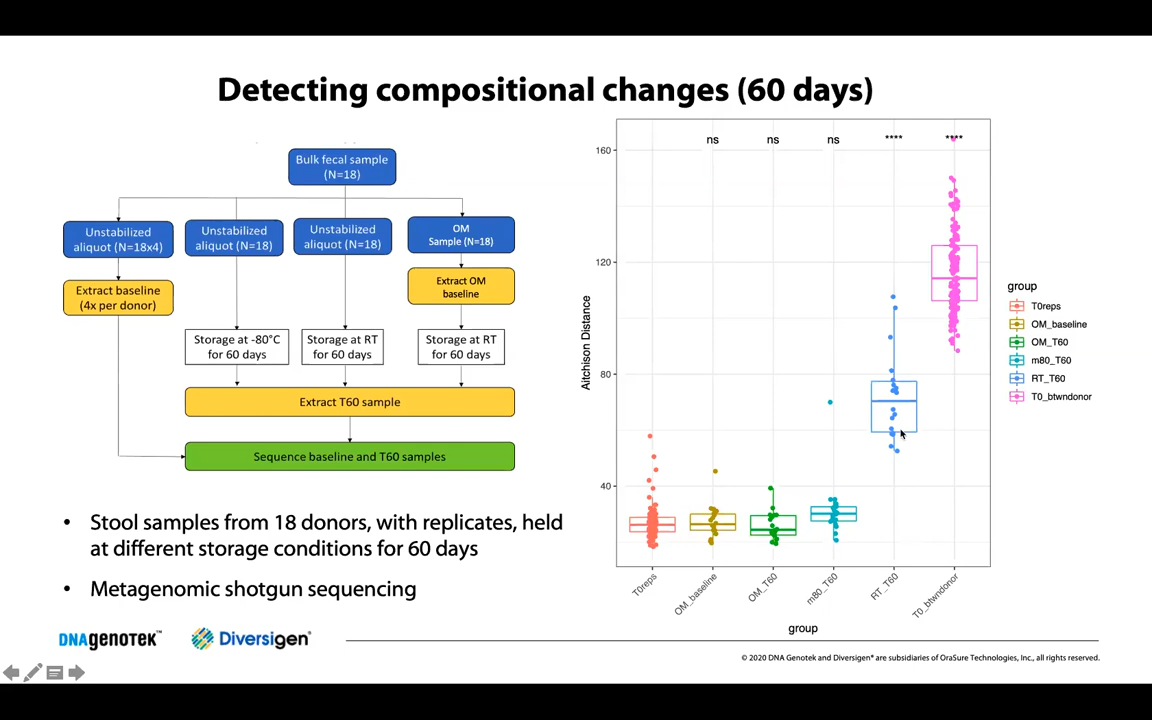 Detecting compositional changes (60 days)
Bulk fecal sample
(N=18)
Unstabilized
aliquot (N=18x4)
Unstabilized
aliquot (N=18)
Unstabilized
aliquot (N=18)
OM
Sample (N=18)
Extract baseline
(4x per donor)
Extract OM
baseline
Storage at -80°C
for 60 days
Storage at RT
for 60 days
Storage at RT
for 60 days
Extract T60 sample
Sequence baseline and T60 samples
• Stool samples from 18 donors, with replicates, held
at different storage conditions for 60 days
• Metagenomic shotgun sequencing
ns ns ns **** ****
160
120
80
40
Aitchison Distance
T0reps
OM_baseline
OM_T60
m80_T60
RT_T60
T0_btwndonor
group
group
T0reps
OM_baseline
OM_T60
m80_T60
RT_T60
T0_btwndonor
DNAgenotek™
Diversigen®
© 2020 DNA Genotek and Diversigen® are subsidiaries of OraSure Technologies, Inc., all rights reserved.